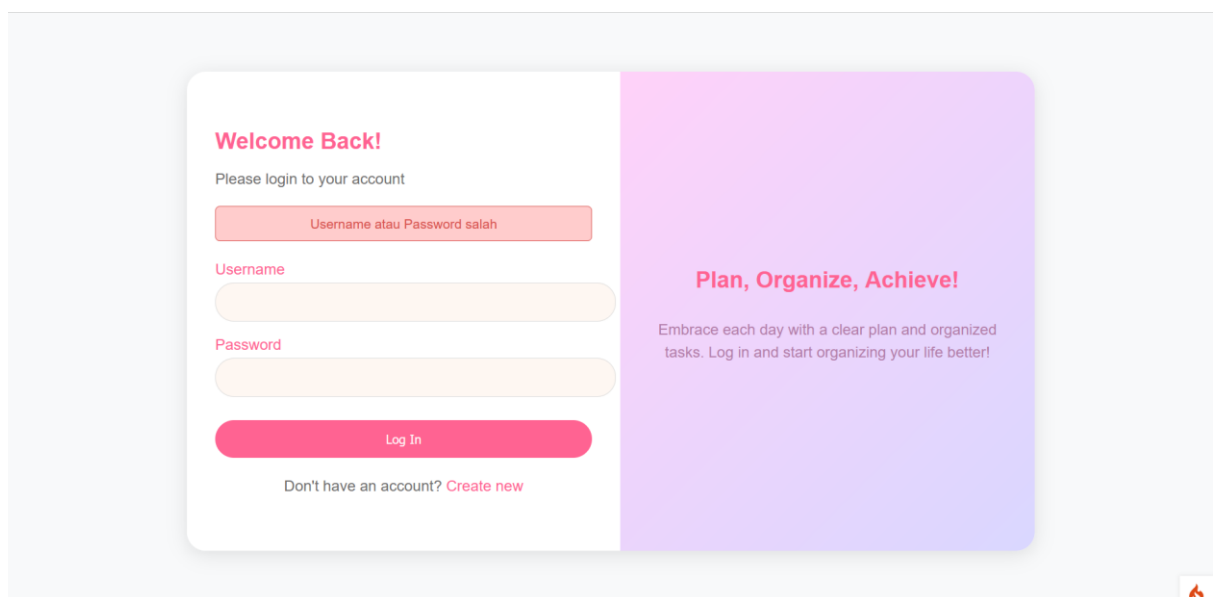 Welcome Back!
Please login to your account
Username atau Password salah
Username
Password
Log In
Don't have an account? Create new
Plan, Organize, Achieve!
Embrace each day with a clear plan and organized
tasks. Log in and start organizing your life better!